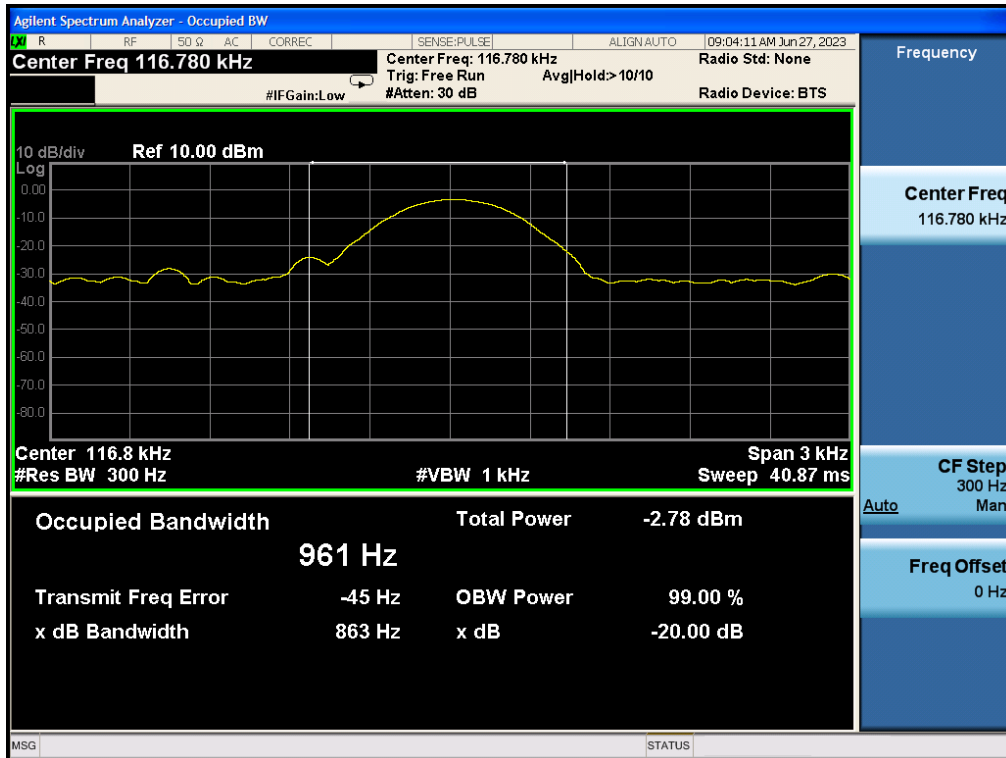 Agilent Spectrum Analyzer - Occupied BW
LXI R RF 50 Ω AC CORREC SENSE:PULSE ALIGN AUTO 09:04:11 AM Jun 27, 2023
Center Freq 116.780 kHz Center Freq: 116.780 kHz Radio Std: None Frequency
Trig: Free Run Avg|Hold:>10/10
#IFGain:Low #Atten: 30 dB Radio Device: BTS
10 dB/div Ref 10.00 dBm
Log
0.00
-10.0
-20.0
-30.0
-40.0
-50.0
-60.0
-70.0
-80.0
Center 116.8 kHz Span 3 kHz
#Res BW 300 Hz #VBW 1 kHz Sweep 40.87 ms
Occupied Bandwidth Total Power -2.78 dBm
961 Hz
Transmit Freq Error -45 Hz OBW Power 99.00 %
x dB Bandwidth 863 Hz x dB -20.00 dB
Center Freq
116.780 kHz
CF Step
300 Hz
Auto Man
Freq Offset
0 Hz
MSG STATUS